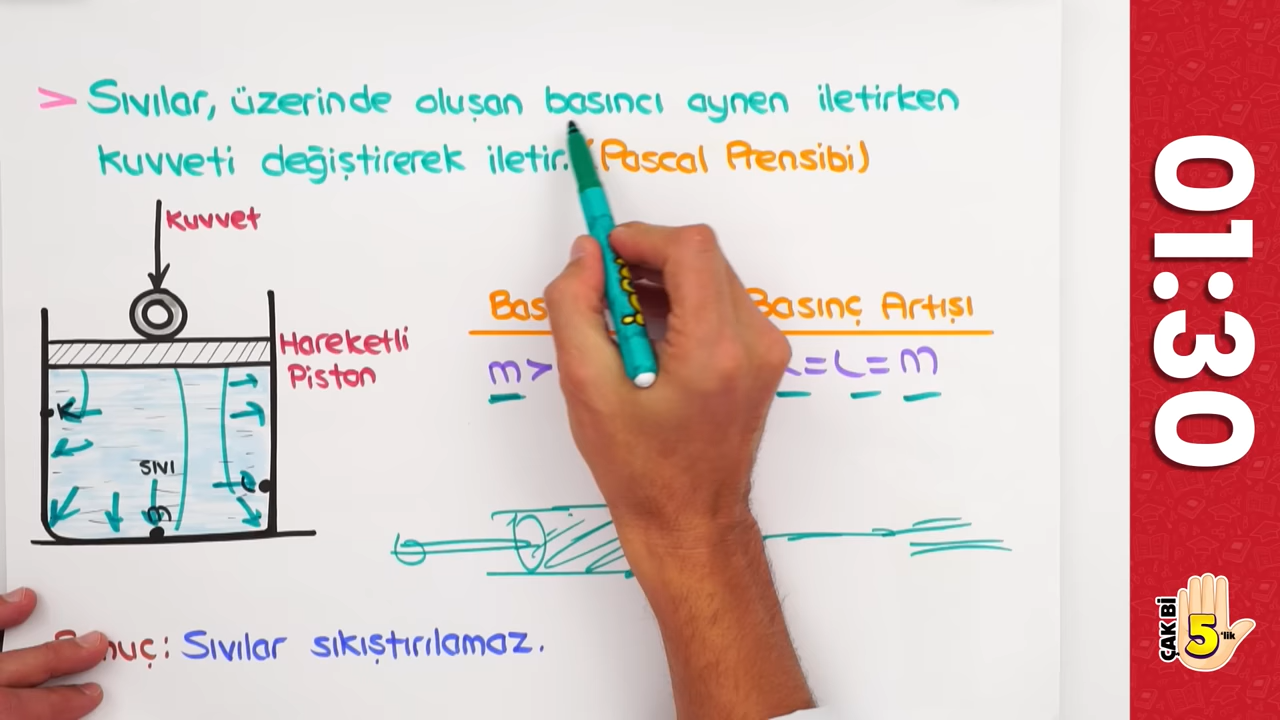 > Sıvılar, üzerinde oluşan basıncı aynen iletirken
kuvveti değiştirerek iletir. (Pascal Prensibi)
Kuvvet
Hareketli
Piston
K
SIVI
L
m
Basınç Artışı
m >
K = L = m
Sıvılar sıkıştırılamaz.
01:30
ÇAK Bİ
5'lik